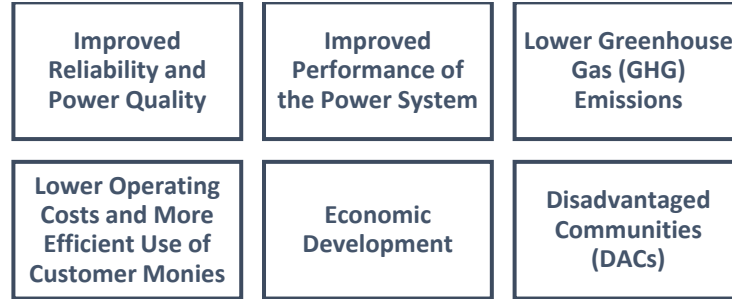 Improved
Reliability and
Power Quality
Improved
Performance of
the Power System
Lower Greenhouse
Gas (GHG)
Emissions
Lower Operating
Costs and More
Efficient Use of
Customer Monies
Economic
Development
Disadvantaged
Communities
(DACs)